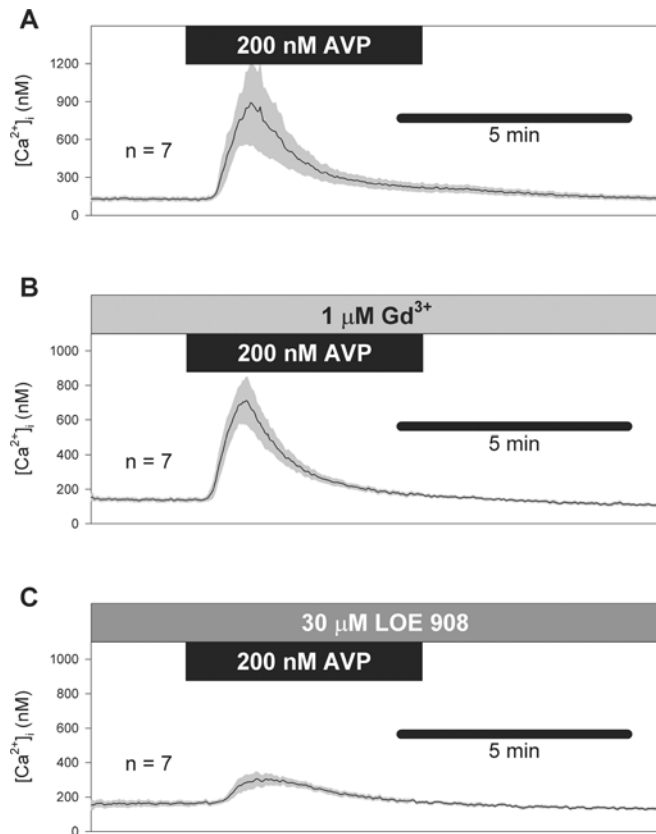 A
200 nM AVP
1200
900
600
300
0
[Ca²⁺]ᵢ (nM)
n = 7
5 min
B
1 μM Gd³⁺
200 nM AVP
1000
800
600
400
200
0
[Ca²⁺]ᵢ (nM)
n = 7
5 min
C
30 μM LOE 908
200 nM AVP
1000
800
600
400
200
0
[Ca²⁺]ᵢ (nM)
n = 7
5 min